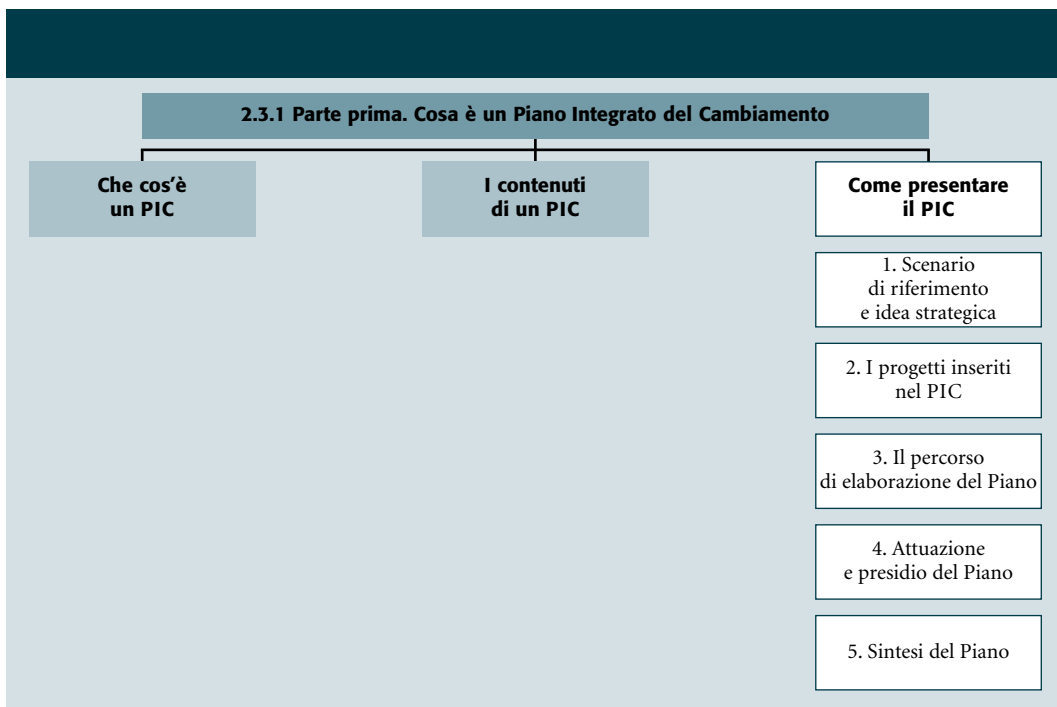 2.3.1 Parte prima. Cosa è un Piano Integrato del Cambiamento
Che cos'è
un PIC
I contenuti
di un PIC
Come presentare
il PIC
1. Scenario
di riferimento
e idea strategica
2. I progetti inseriti
nel PIC
3. Il percorso
di elaborazione del Piano
4. Attuazione
e presidio del Piano
5. Sintesi del Piano